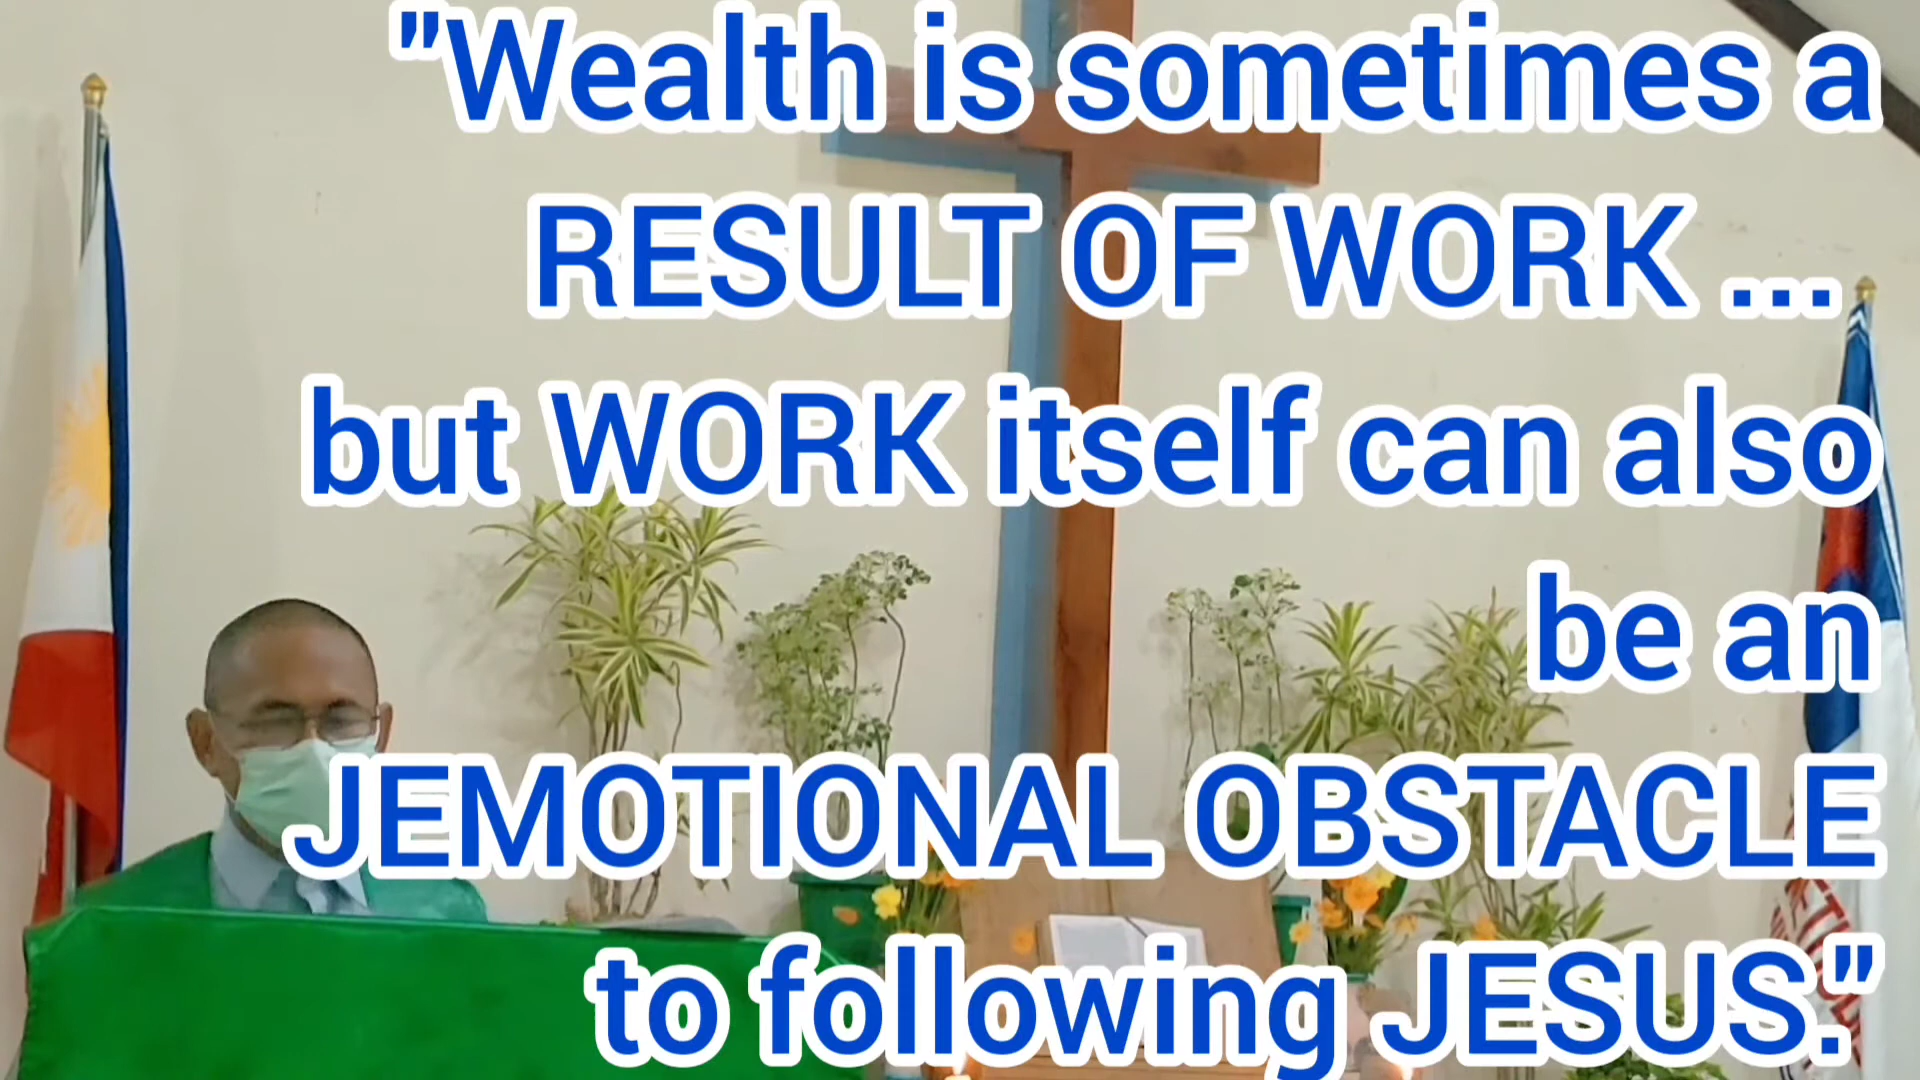 "Wealth is sometimes a
RESULT OF WORK ...
but WORK itself can also
be an
JEMOTIONAL OBSTACLE
to following JESUS."